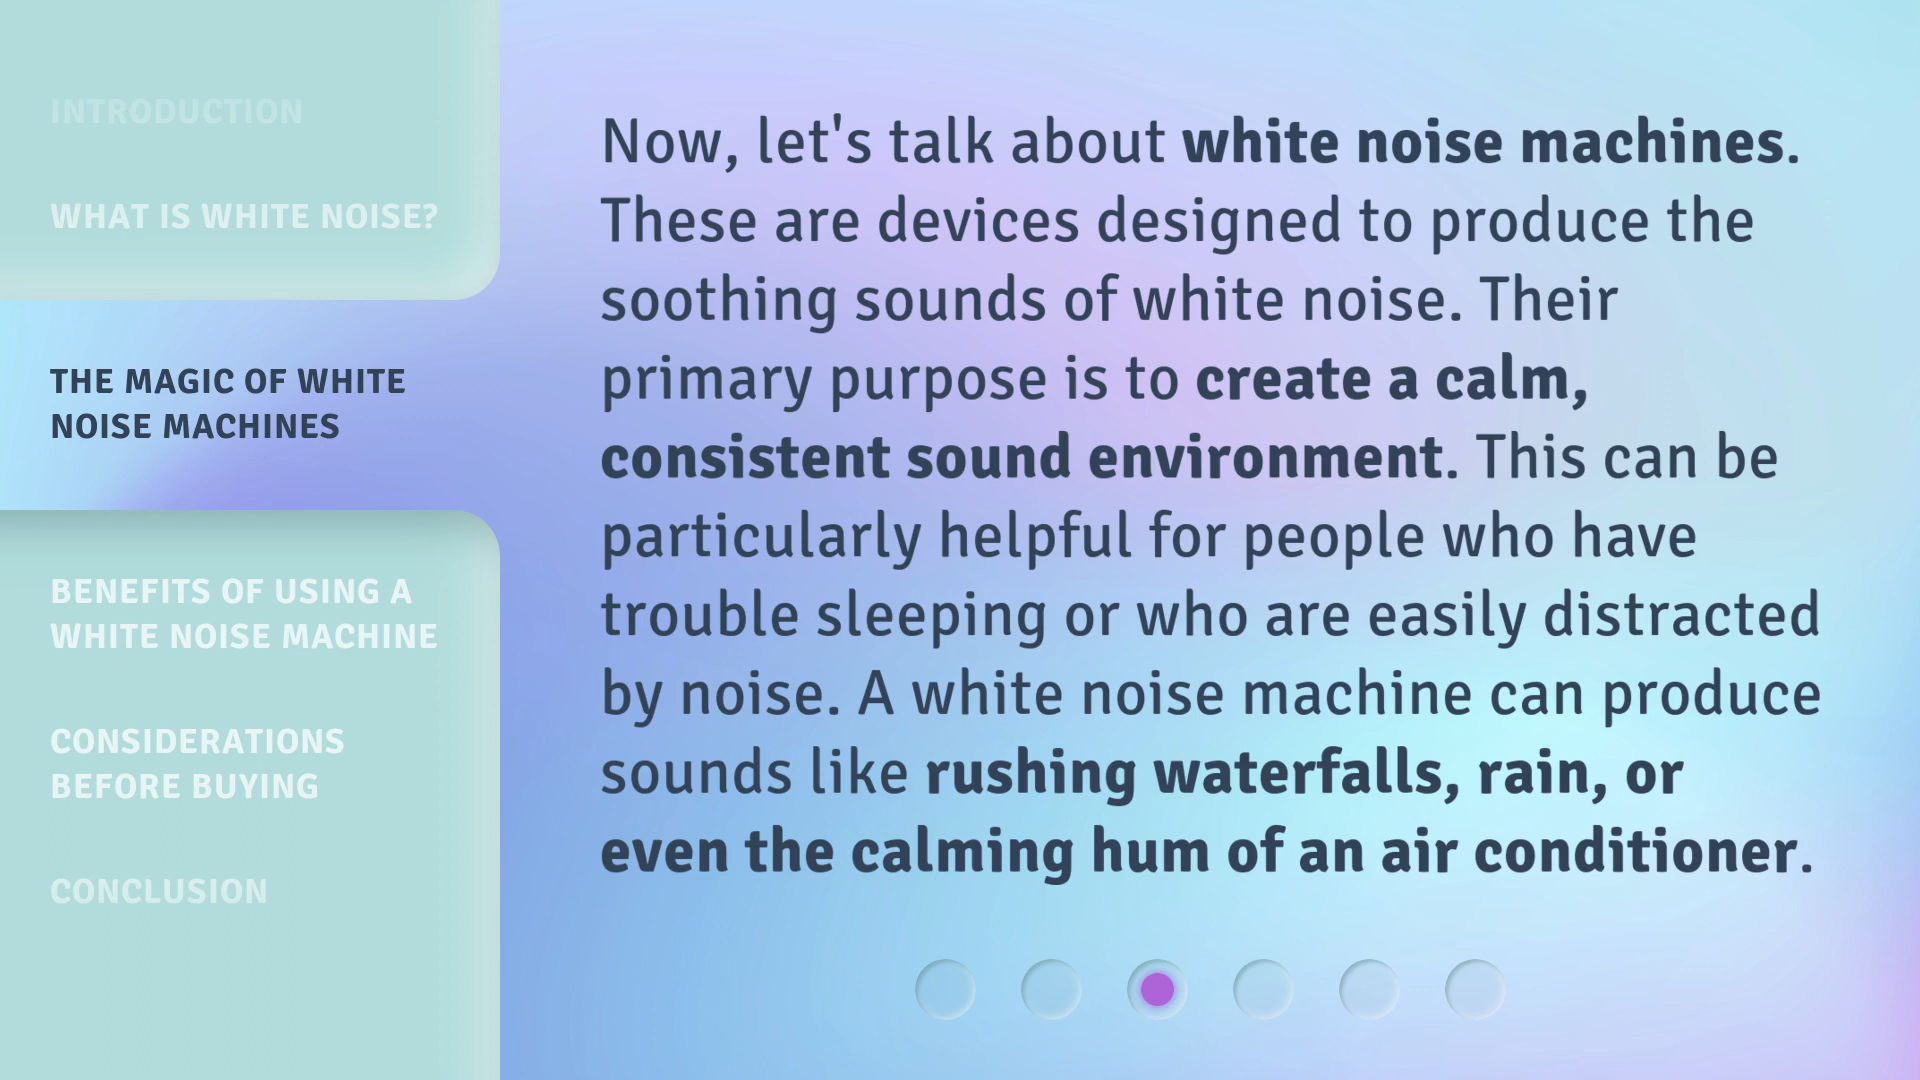 INTRODUCTION
WHAT IS WHITE NOISE?
THE MAGIC OF WHITE
NOISE MACHINES
BENEFITS OF USING A
WHITE NOISE MACHINE
CONSIDERATIONS
BEFORE BUYING
CONCLUSION
Now, let's talk about white noise machines.
These are devices designed to produce the
soothing sounds of white noise. Their
primary purpose is to create a calm,
consistent sound environment. This can be
particularly helpful for people who have
trouble sleeping or who are easily distracted
by noise. A white noise machine can produce
sounds like rushing waterfalls, rain, or
even the calming hum of an air conditioner.